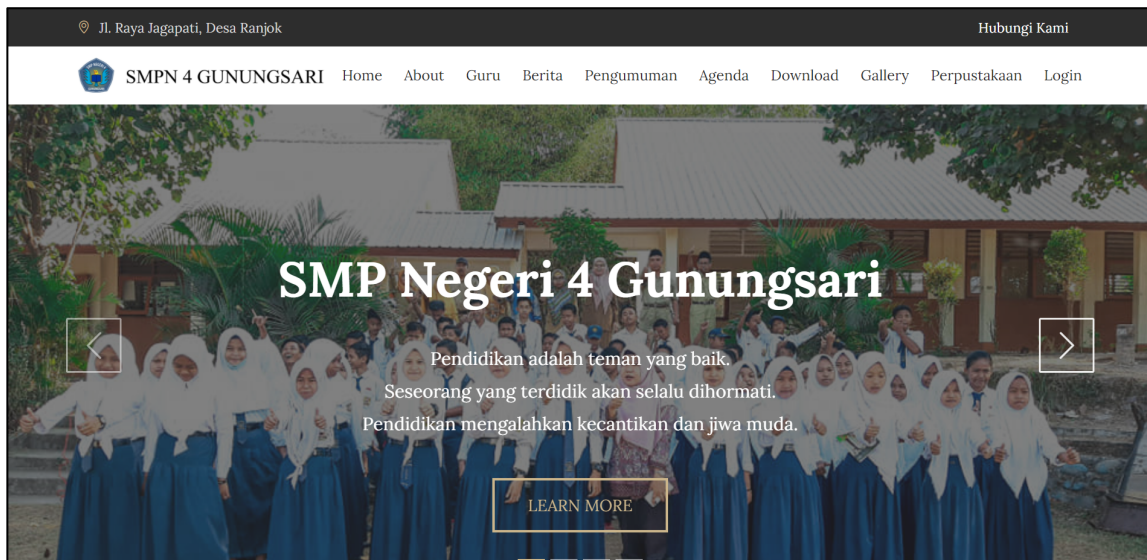 Jl. Raya Jagapati, Desa Ranjok
Hubungi Kami
SMPN 4 GUNUNGSARI Home About Guru Berita Pengumuman Agenda Download Gallery Perpustakaan Login
SMP Negeri 4 Gunungsari
Pendidikan adalah teman yang baik.
Seseorang yang terdidik akan selalu dihormati.
Pendidikan mengalahkan kecantikan dan jiwa muda.
LEARN MORE